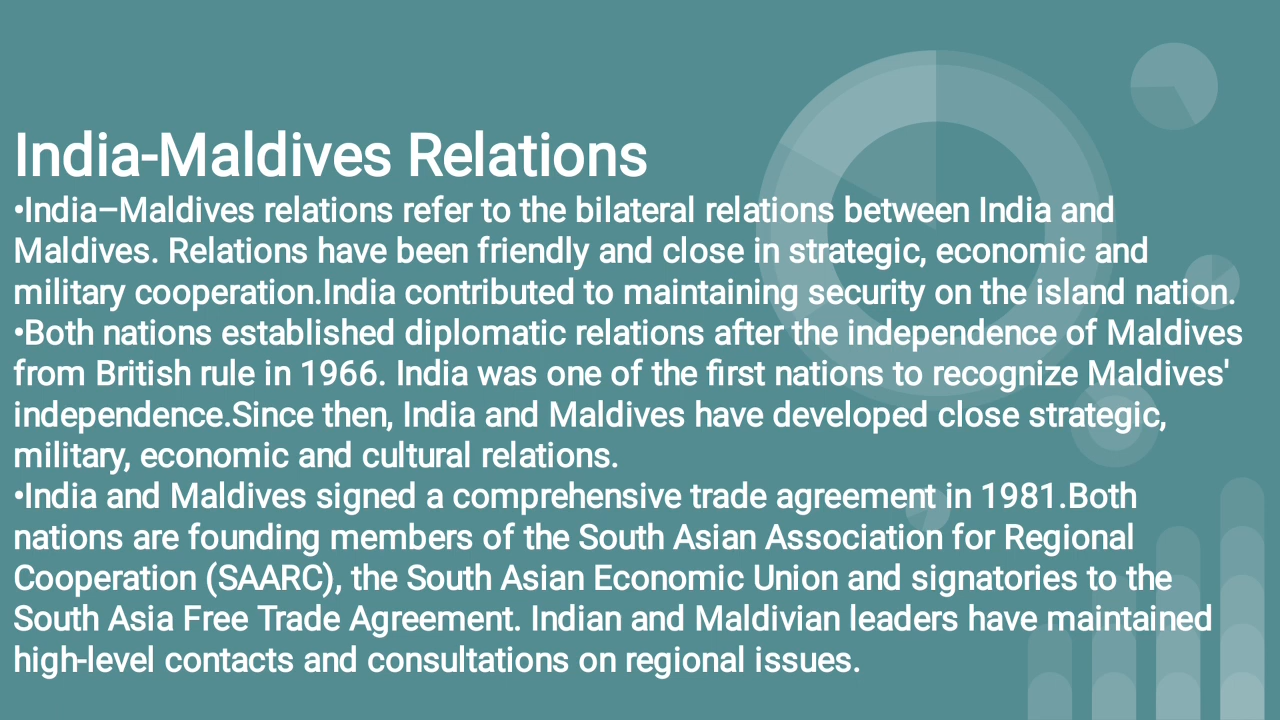 India-Maldives Relations
•India–Maldives relations refer to the bilateral relations between India and
Maldives. Relations have been friendly and close in strategic, economic and
military cooperation.India contributed to maintaining security on the island nation.
•Both nations established diplomatic relations after the independence of Maldives
from British rule in 1966. India was one of the first nations to recognize Maldives'
independence.Since then, India and Maldives have developed close strategic,
military, economic and cultural relations.
•India and Maldives signed a comprehensive trade agreement in 1981.Both
nations are founding members of the South Asian Association for Regional
Cooperation (SAARC), the South Asian Economic Union and signatories to the
South Asia Free Trade Agreement. Indian and Maldivian leaders have maintained
high-level contacts and consultations on regional issues.